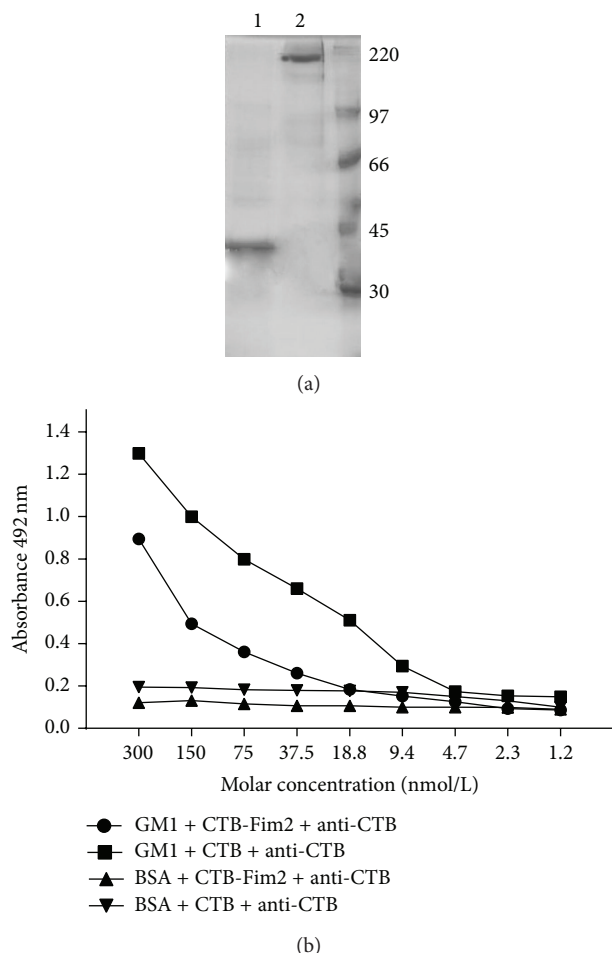 1 2
220
97
66
45
30
(a)
1.4
1.2
1.0
0.8
0.6
0.4
0.2
0.0
Absorbance 492 nm
300 150 75 37.5 18.8 9.4 4.7 2.3 1.2
Molar concentration (nmol/L)
GM1 + CTB-Fim2 + anti-CTB
GM1 + CTB + anti-CTB
BSA + CTB-Fim2 + anti-CTB
BSA + CTB + anti-CTB
(b)